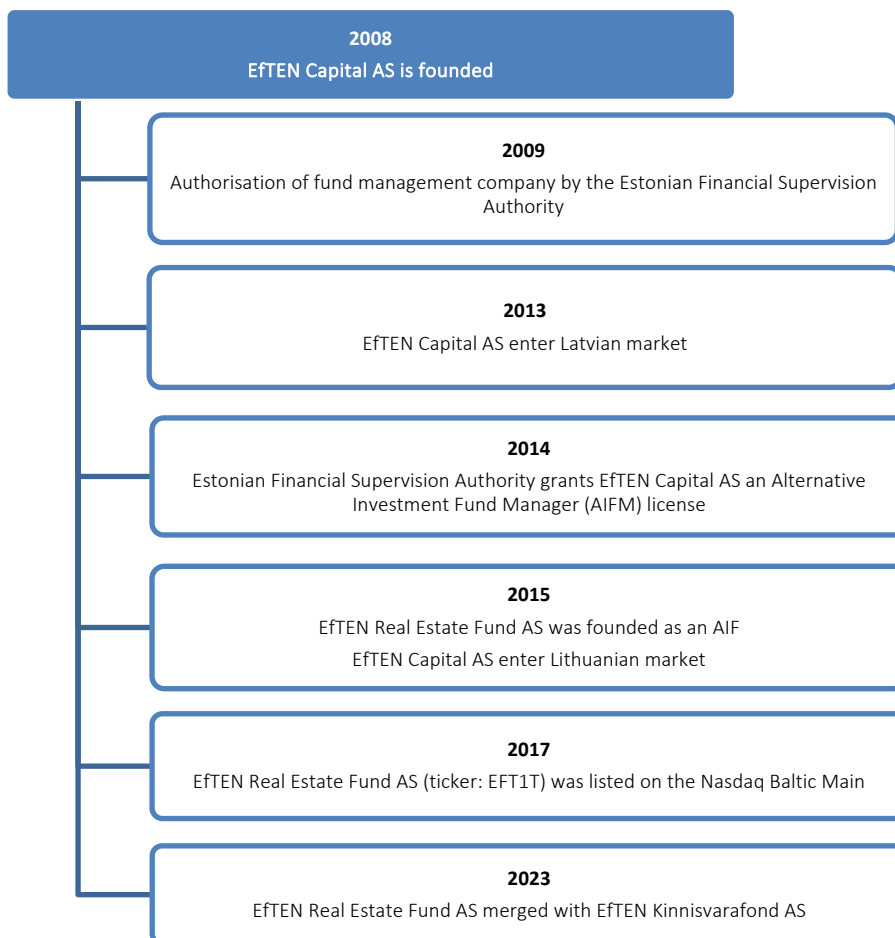 2008
EfTEN Capital AS is founded
2009
Authorisation of fund management company by the Estonian Financial Supervision
Authority
2013
EfTEN Capital AS enter Latvian market
2014
Estonian Financial Supervision Authority grants EfTEN Capital AS an Alternative
Investment Fund Manager (AIFM) license
2015
EfTEN Real Estate Fund AS was founded as an AIF
EfTEN Capital AS enter Lithuanian market
2017
EfTEN Real Estate Fund AS (ticker: EFT1T) was listed on the Nasdaq Baltic Main
2023
EfTEN Real Estate Fund AS merged with EfTEN Kinnisvarafond AS